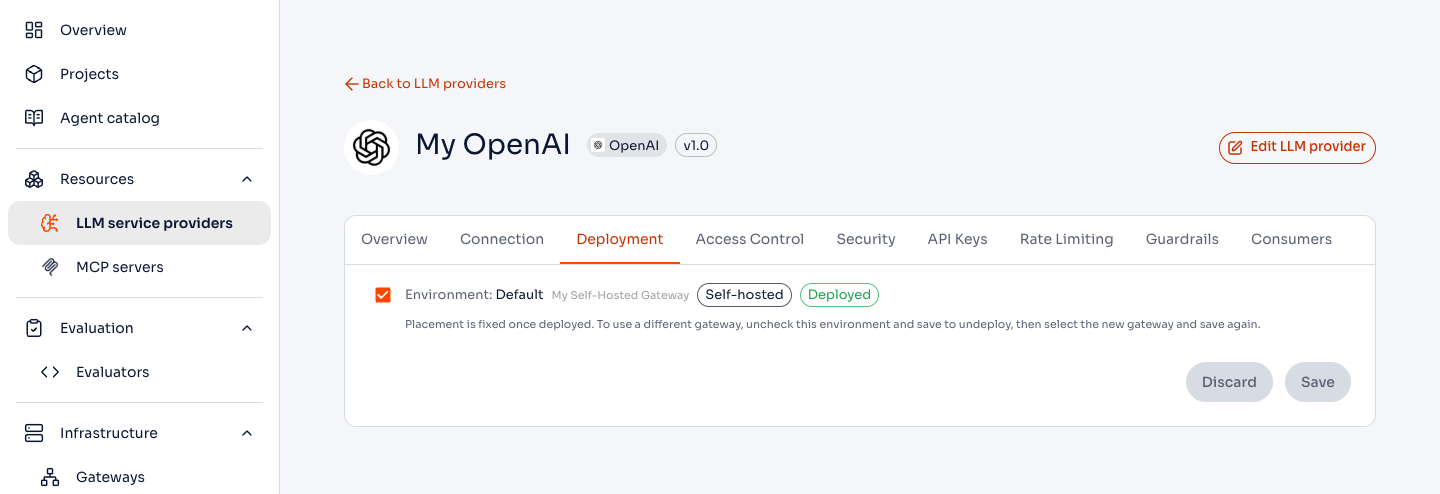 Overview
Projects
Agent catalog
Resources
LLM service providers
MCP servers
Evaluation
Evaluators
Infrastructure
Gateways
Back to LLM providers
My OpenAI OpenAI v1.0
Edit LLM provider
Overview Connection Deployment Access Control Security API Keys Rate Limiting Guardrails Consumers
Environment: Default My Self-Hosted Gateway Self-hosted Deployed
Placement is fixed once deployed. To use a different gateway, uncheck this environment and save to undeploy, then select the new gateway and save again.
Discard Save